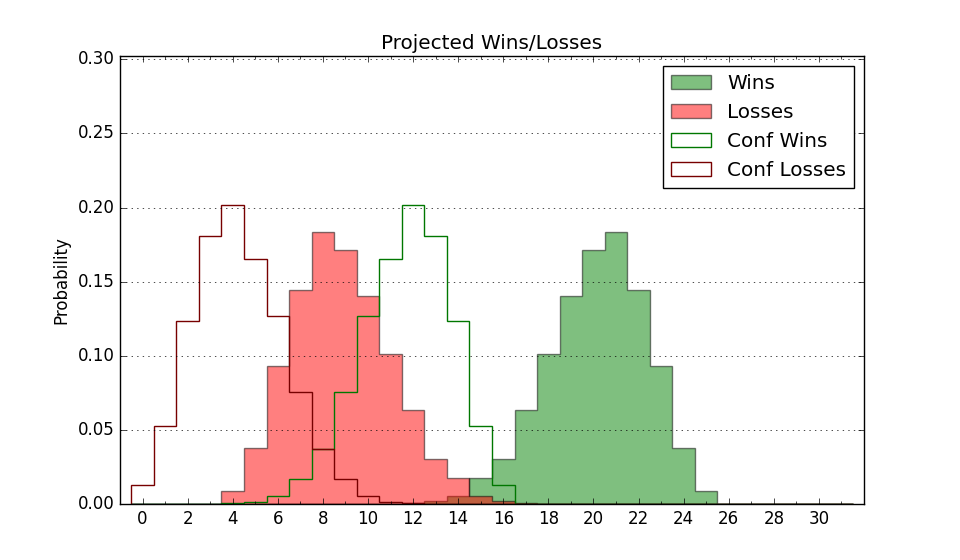 Projected Wins/Losses
0.30
0.25
0.20
0.15
0.10
0.05
0.00
Probability
Wins
Losses
Conf Wins
Conf Losses
0 2 4 6 8 10 12 14 16 18 20 22 24 26 28 30